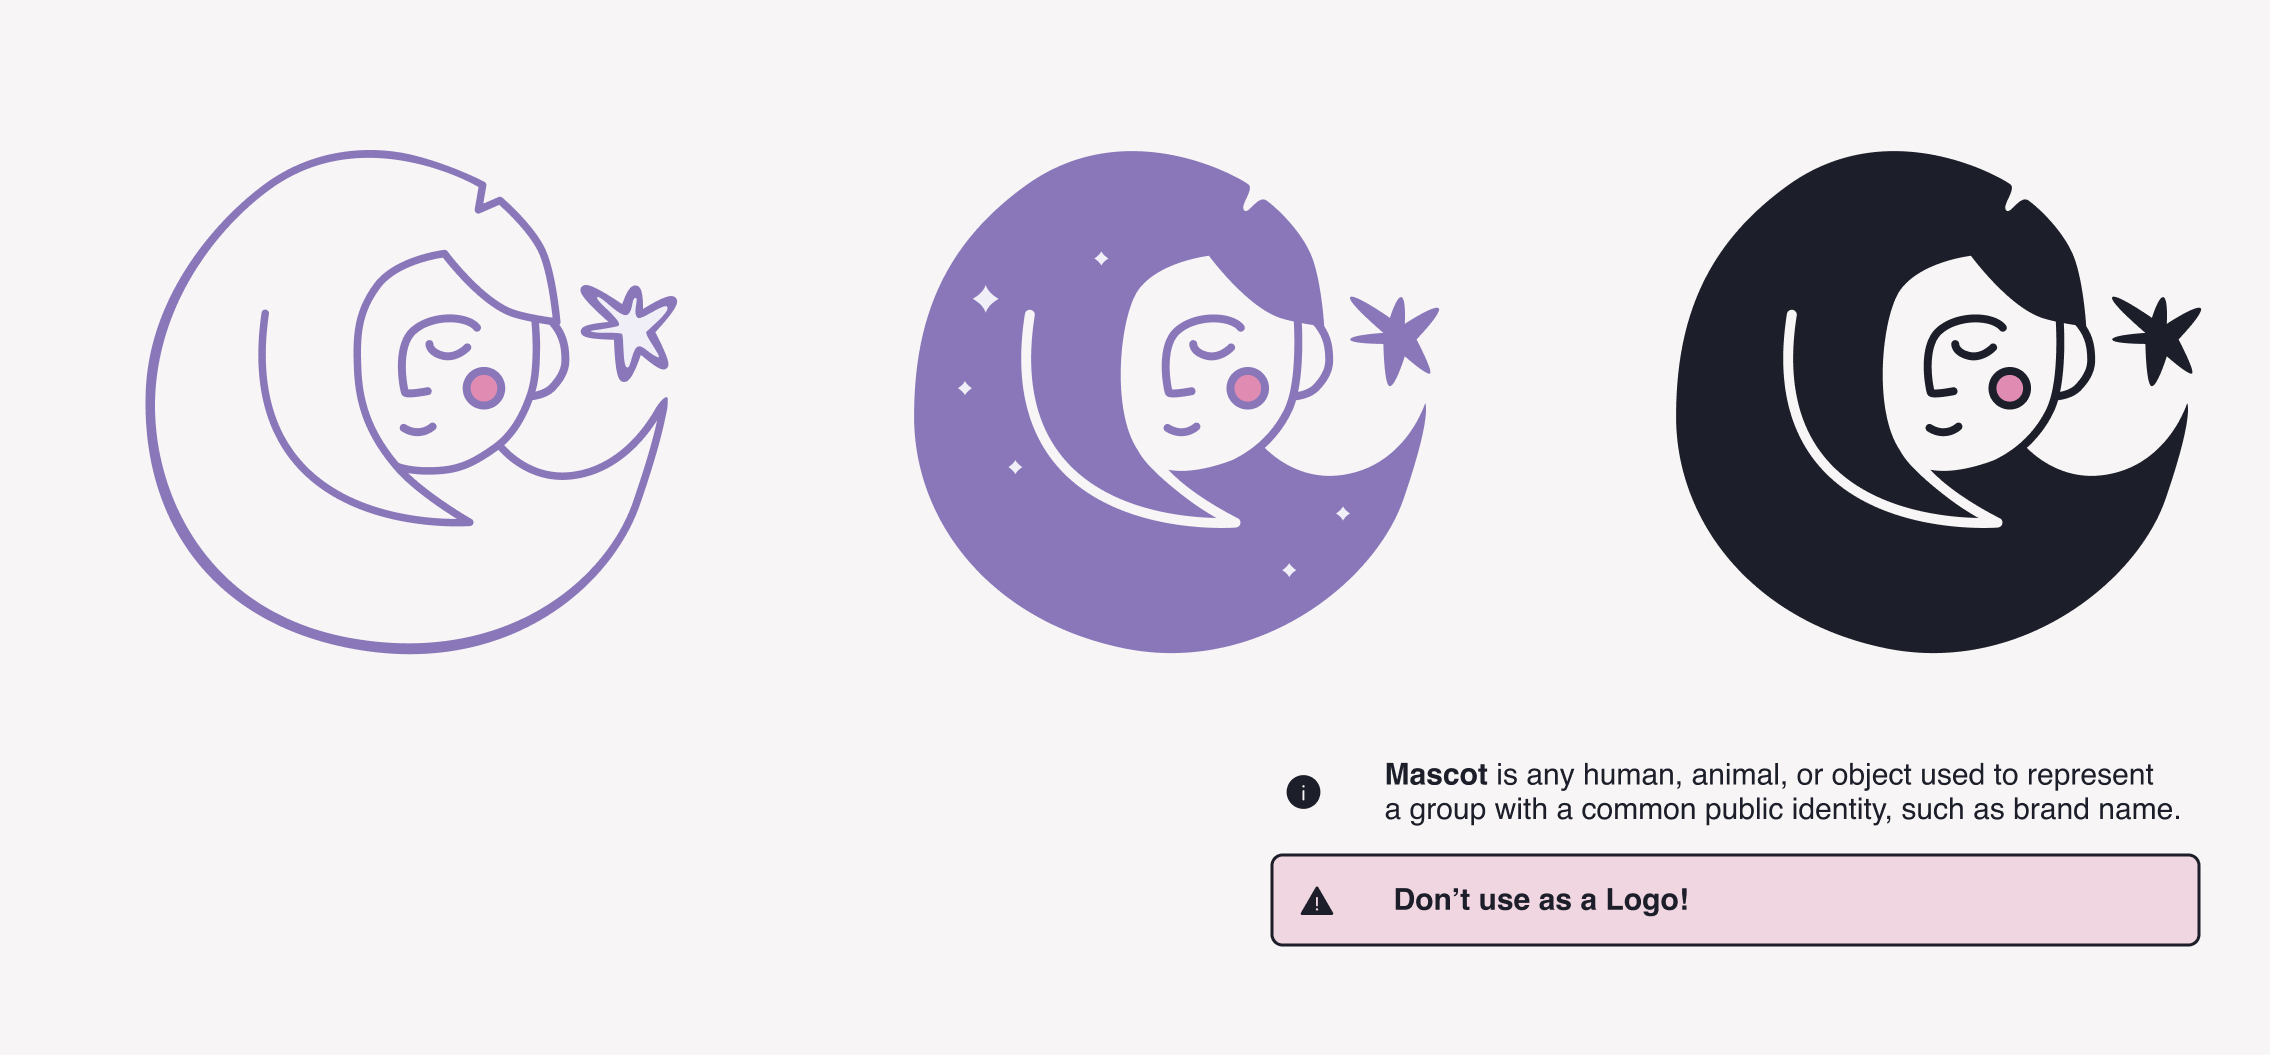 Mascot is any human, animal, or object used to represent
a group with a common public identity, such as brand name.
Don’t use as a Logo!